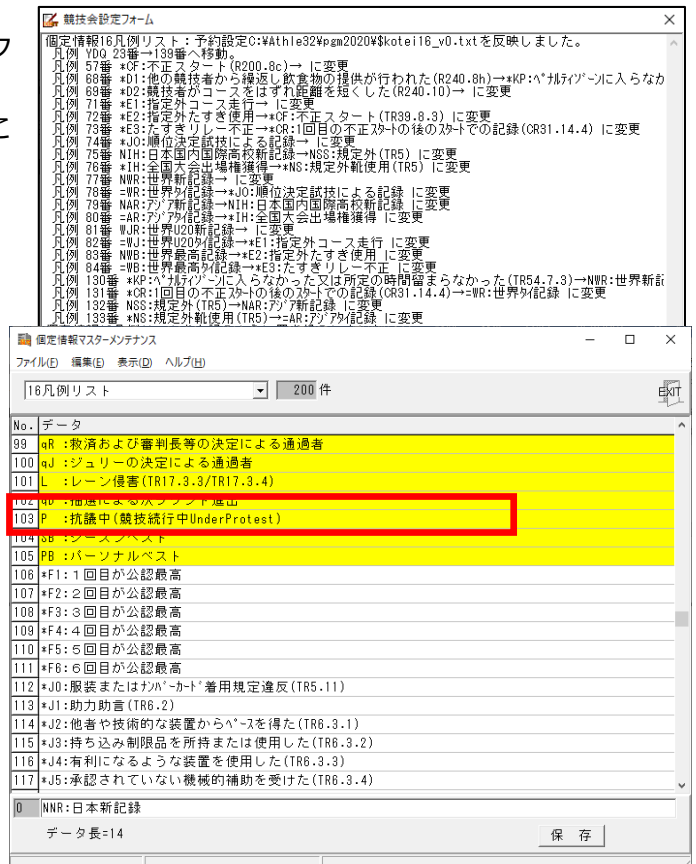 フ
と
競技会設定フォーム
個定情報16凡例リスト：予約設定C:¥Athle32¥pgm2020¥$kotei16_v0.txtを反映しました。
凡例 YDQ 23番→139番へ移動。
凡例 57番 *CF:不正スタート(R200.8c)→ に変更
凡例 68番 *D1:他の競技者から繰返し飲食物の提供が行われた(R240.8h)→*KP:ﾍﾟﾅﾙﾃｨｿﾞｰﾝに入らなか
凡例 69番 *D2:競技者がコースをはずれ距離を短くした(R240.10)→ に変更
凡例 71番 *E1:指定外コース走行→ に変更
凡例 72番 *E2:指定外たすき使用→*CF:不正スタート(TR39.8.3) に変更
凡例 73番 *E3:たすきリレー不正→*CR:1回目の不正ｽﾀｰﾄの後のｽﾀｰﾄでの記録(CR31.14.4) に変更
凡例 74番 *JO:順位決定試技による記録→ に変更
凡例 75番 NIH:日本国内国際高校新記録→NSS:規定外(TR5) に変更
凡例 76番 *IH:全国大会出場権獲得→*NS:規定外靴使用(TR5) に変更
凡例 77番 NWR:世界新記録→ に変更
凡例 78番 =WR:世界ﾀｲ記録→*JO:順位決定試技による記録 に変更
凡例 79番 NAR:ｱｼﾞｱ新記録→NIH:日本国内国際高校新記録 に変更
凡例 80番 =AR:ｱｼﾞｱﾀｲ記録→*IH:全国大会出場権獲得 に変更
凡例 81番 WJR:世界U20新記録→ に変更
凡例 82番 =WJ:世界U20ﾀｲ記録→*E1:指定外コース走行 に変更
凡例 83番 NWB:世界最高記録→*E2:指定外たすき使用 に変更
凡例 84番 =WB:世界最高ﾀｲ記録→*E3:たすきリレー不正 に変更
凡例 130番 *KP:ﾍﾟﾅﾙﾃｨｿﾞｰﾝに入らなかった又は所定の時間留まらなかった(TR54.7.3)→NWR:世界新記
凡例 131番 *CR:1回目の不正ｽﾀｰﾄの後のｽﾀｰﾄでの記録(CR31.14.4)→=WR:世界ﾀｲ記録 に変更
凡例 132番 NSS:規定外(TR5)→NAR:ｱｼﾞｱ新記録 に変更
凡例 133番 *NS:規定外靴使用(TR5)→=AR:ｱｼﾞｱﾀｲ記録 に変更
個定情報マスターメンテナンス
ファイル(F) 編集(E) 表示(D) ヘルプ(H)
16凡例リスト 200 件 EXIT
No. データ
99 qR :救済および審判長等の決定による通過者
100 qJ :ジュリーの決定による通過者
101 L :レーン侵害(TR17.3.3/TR17.3.4)
102 qD :抽選による次ラウンド進出
103 P :抗議中(競技続行中UnderProtest)
104 SB :シーズンベスト
105 PB :パーソナルベスト
106 *F1:１回目が公認最高
107 *F2:２回目が公認最高
108 *F3:３回目が公認最高
109 *F4:４回目が公認最高
110 *F5:５回目が公認最高
111 *F6:６回目が公認最高
112 *J0:服装またはﾅﾝﾊﾞｰｶｰﾄﾞ着用規定違反(TR5.11)
113 *J1:助力助言(TR6.2)
114 *J2:他者や技術的な装置からﾍﾟｰｽを得た(TR6.3.1)
115 *J3:持ち込み制限品を所持または使用した(TR6.3.2)
116 *J4:有利になるような装置を使用した(TR6.3.3)
117 *J5:承認されていない機械的補助を受けた(TR6.3.4)
0 NNR:日本新記録
データ長=14 保 存